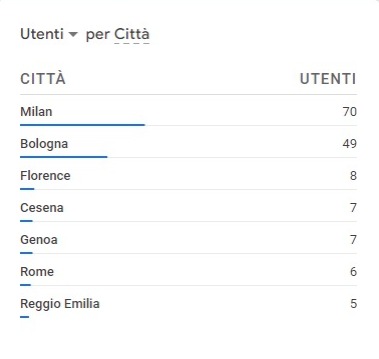 Utenti per Città
CITTÀ UTENTI
Milan 70
Bologna 49
Florence 8
Cesena 7
Genoa 7
Rome 6
Reggio Emilia 5